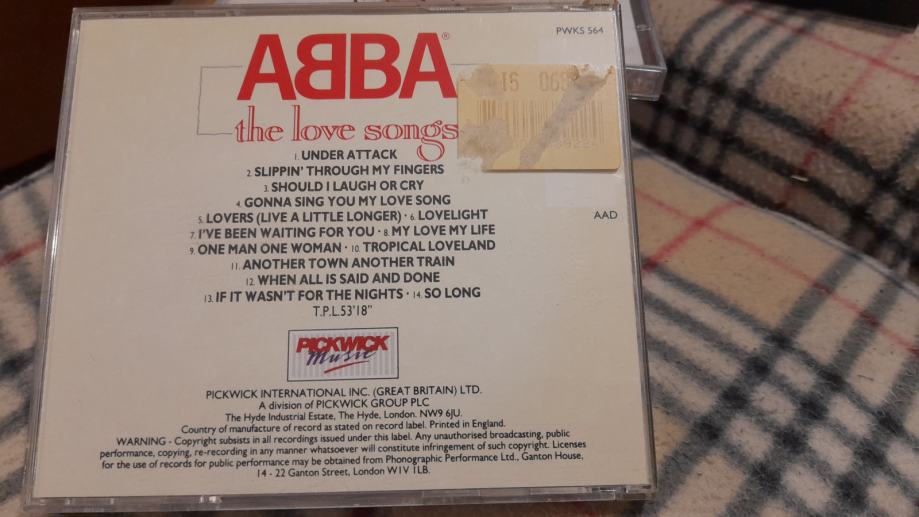 PWKS 564
ABBA®
the love songs
1. UNDER ATTACK
2. SLIPPIN' THROUGH MY FINGERS
3. SHOULD I LAUGH OR CRY
4. GONNA SING YOU MY LOVE SONG
5. LOVERS (LIVE A LITTLE LONGER) · 6. LOVELIGHT
7. I'VE BEEN WAITING FOR YOU · 8. MY LOVE MY LIFE
9. ONE MAN ONE WOMAN · 10. TROPICAL LOVELAND
11. ANOTHER TOWN ANOTHER TRAIN
12. WHEN ALL IS SAID AND DONE
13. IF IT WASN'T FOR THE NIGHTS · 14. SO LONG
T.P.L.53'18"
AAD
PICKWICK
Music
PICKWICK INTERNATIONAL INC. (GREAT BRITAIN) LTD.
A division of PICKWICK GROUP PLC
The Hyde Industrial Estate, The Hyde, London. NW9 6JU.
Country of manufacture of record as stated on record label. Printed in England.
WARNING - Copyright subsists in all recordings issued under this label. Any unauthorised broadcasting, public
performance, copying, re-recording in any manner whatsoever will constitute infringement of such copyright. Licenses
for the use of records for public performance may be obtained from Phonographic Performance Ltd., Ganton House,
14 - 22 Ganton Street, London W1V 1LB.